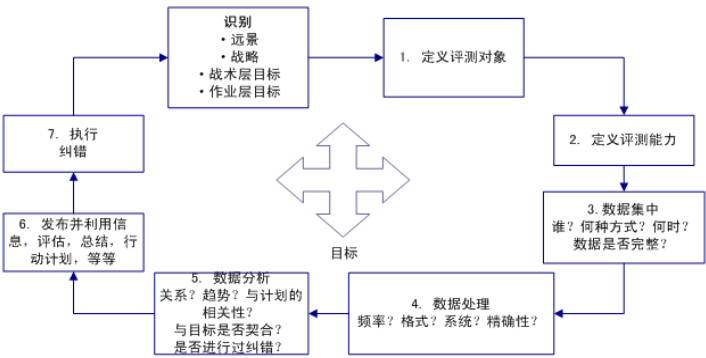 识别
•远景
•战略
•战术层目标
•作业层目标
1. 定义评测对象
2. 定义评测能力
3.数据集中
谁？何种方式？何时？
数据是否完整？
4. 数据处理
频率？格式？系统？精确性？
5. 数据分析
关系？趋势？与计划的
相关性？
与目标是否契合？
是否进行过纠错？
6. 发布并利用信
息，评估，总结，行
动计划，等等
7. 执行
纠错
目标